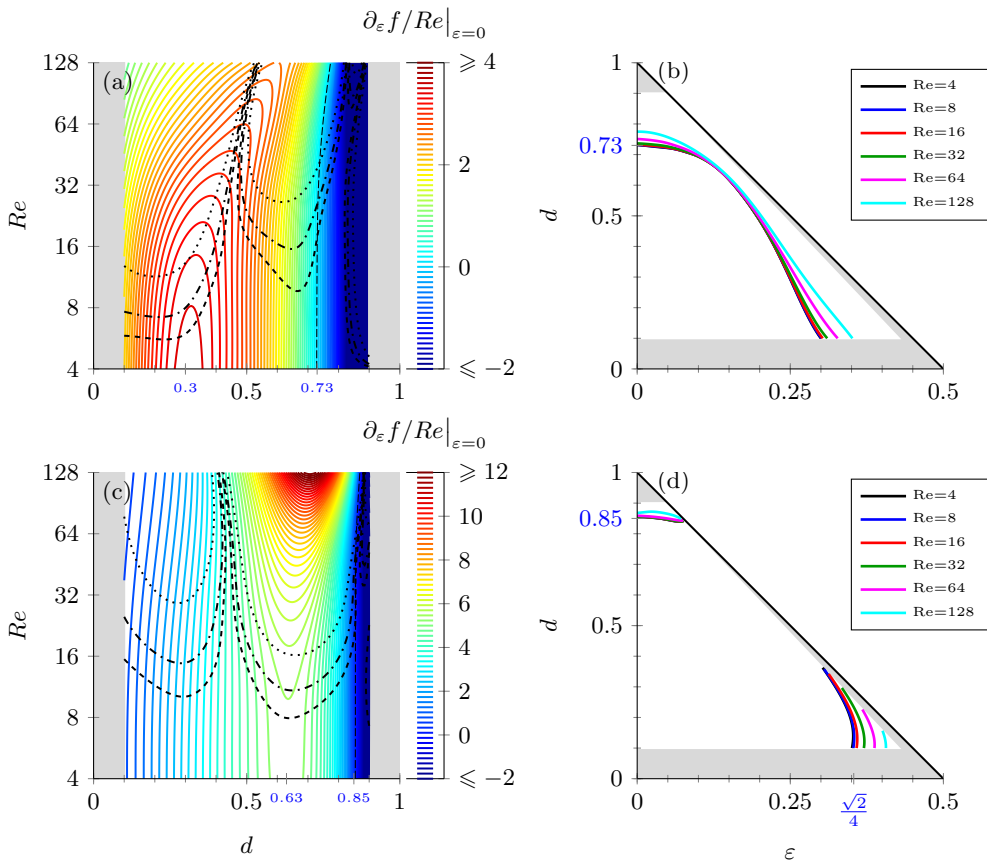 ∂εf/Re|ε=0
(a)
128
64
32
16
8
4
Re
0
0.3
0.5
0.73
1
⩾ 4
2
0
⩽ −2
(b)
1
0.73
0.5
0
d
0
0.25
0.5
Re=4
Re=8
Re=16
Re=32
Re=64
Re=128
∂εf/Re|ε=0
(c)
128
64
32
16
8
4
Re
0
0.5
0.63
0.85
1
d
⩾ 12
10
8
6
4
2
0
⩽ −2
(d)
1
0.85
0.5
0
d
0
0.25
√2/4
0.5
ε
Re=4
Re=8
Re=16
Re=32
Re=64
Re=128